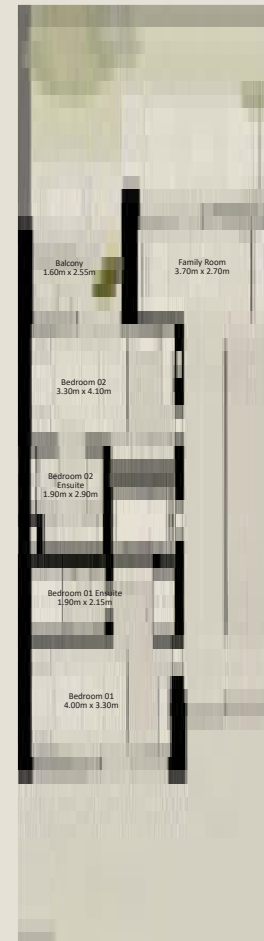 Balcony
1.60m x 2.55m
Family Room
3.70m x 2.70m
Bedroom 02
3.30m x 4.10m
Bedroom 02
Ensuite
1.90m x 2.90m
Bedroom 01 Ensuite
1.90m x 2.15m
Bedroom 01
4.00m x 3.30m